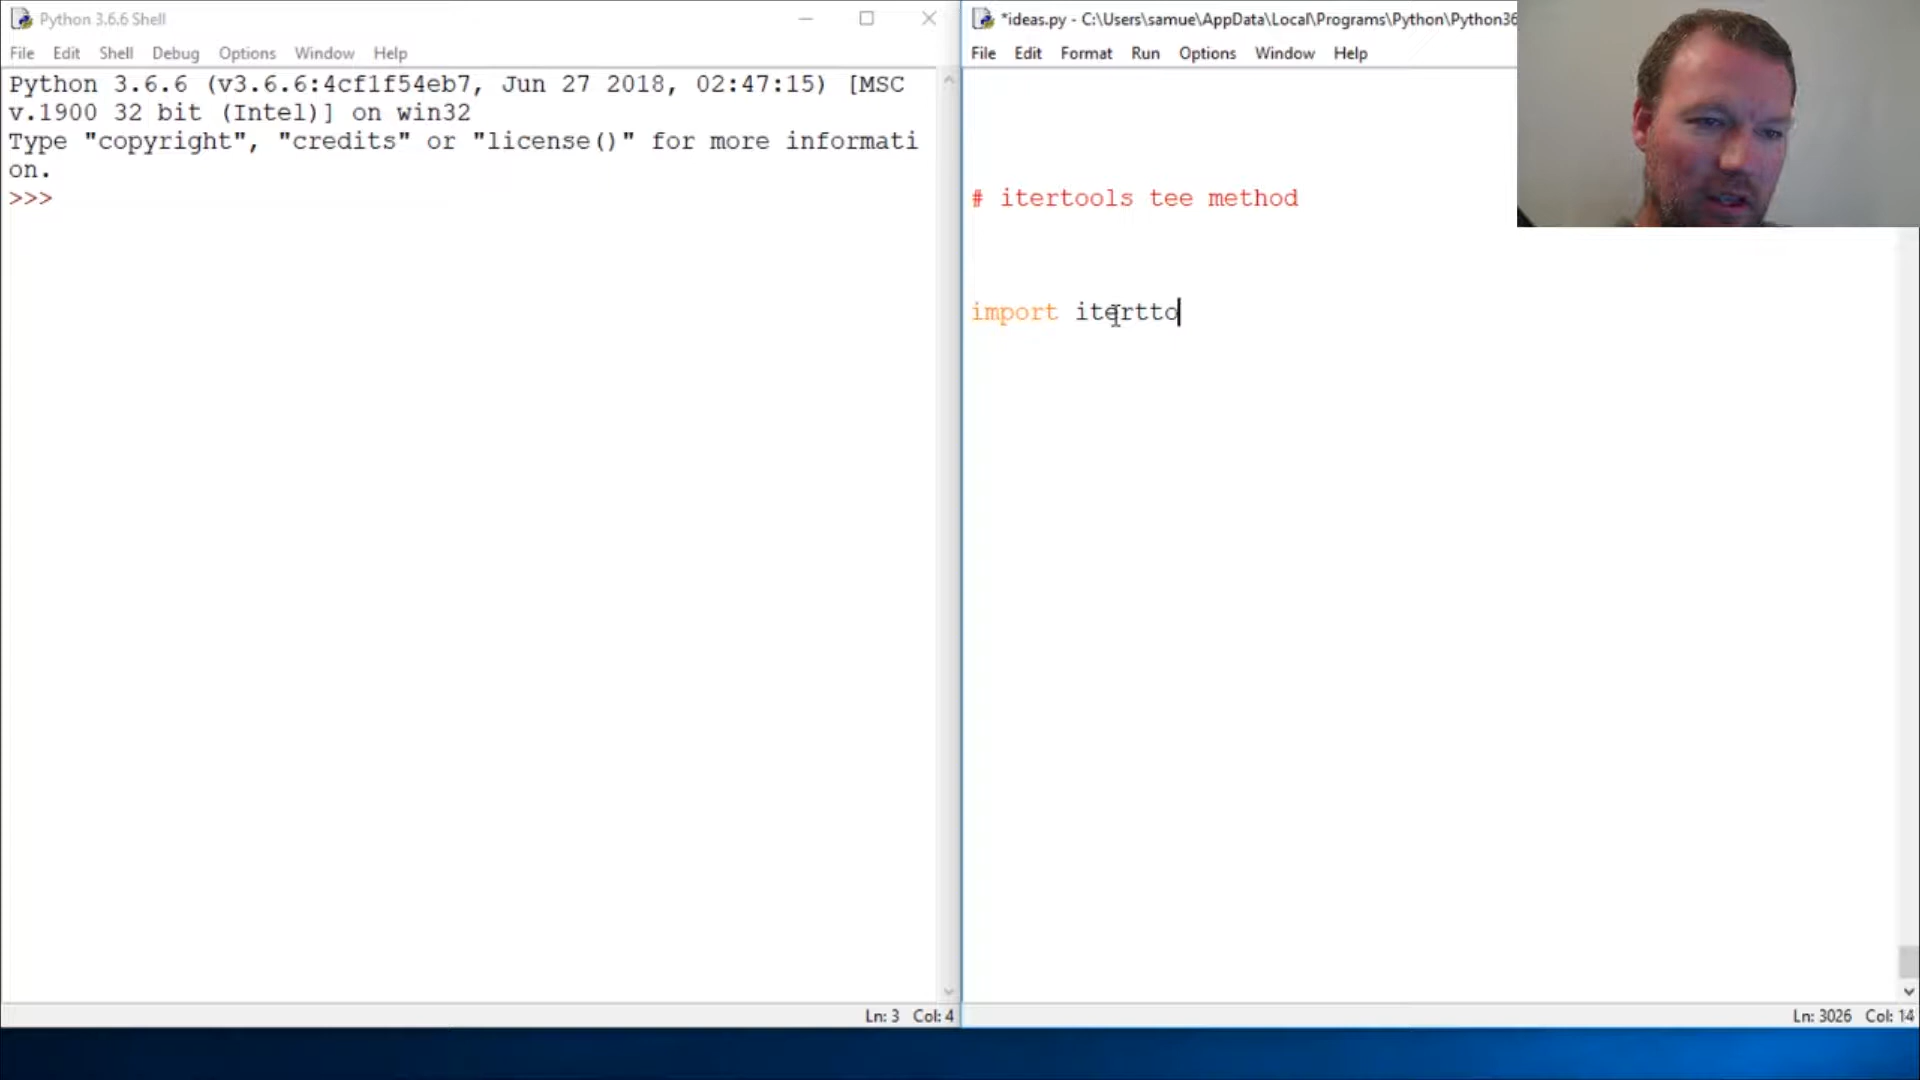 Python 3.6.6 Shell
File Edit Shell Debug Options Window Help
Python 3.6.6 (v3.6.6:4cf1f54eb7, Jun 27 2018, 02:47:15) [MSC
v.1900 32 bit (Intel)] on win32
Type "copyright", "credits" or "license()" for more informati
on.
>>>
Ln: 3 Col: 4
*ideas.py - C:\Users\samue\AppData\Local\Programs\Python\Python36
File Edit Format Run Options Window Help
# itertools tee method
import itertto
Ln: 3026 Col: 14